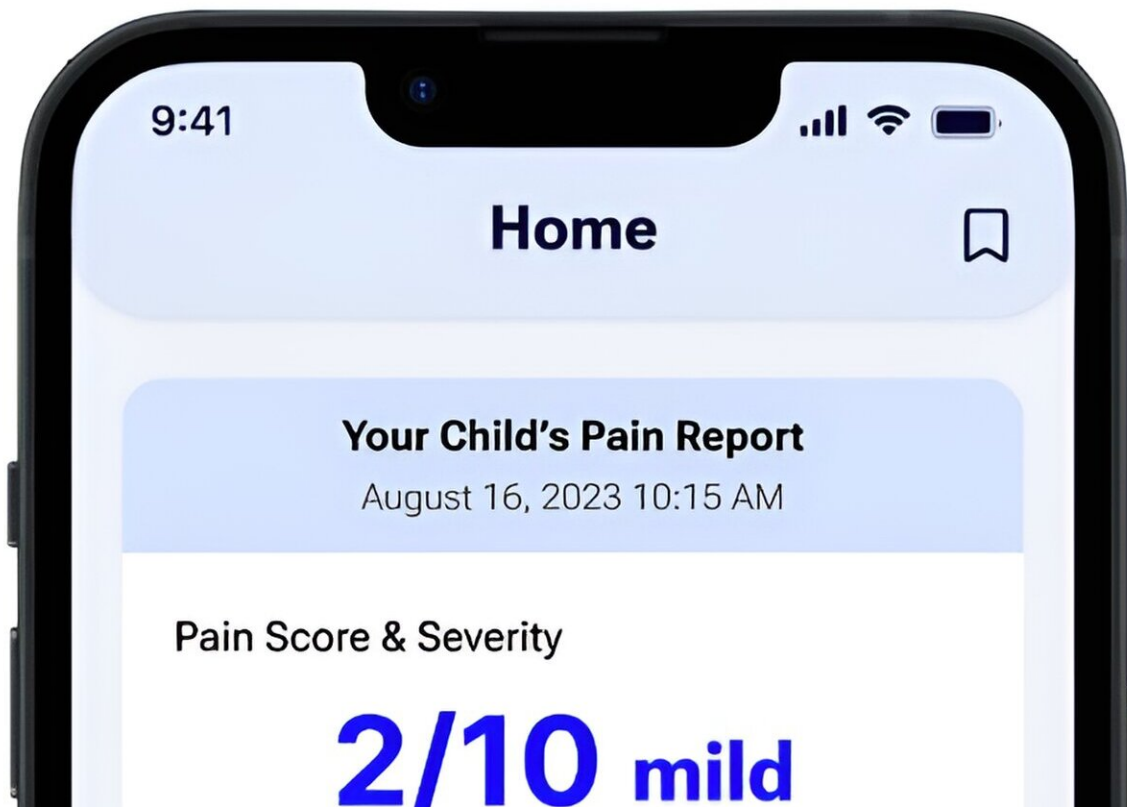 9:41
Home
Your Child’s Pain Report
August 16, 2023 10:15 AM
Pain Score & Severity
2/10 mild